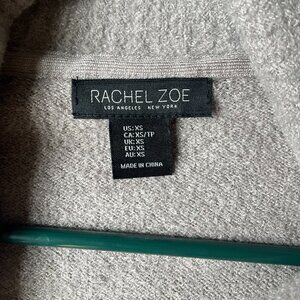 RACHEL ZOE
LOS ANGELES NEW YORK
US: XS
CA: XS/TP
UK: XS
EU: XS
AU: XS
MADE IN CHINA